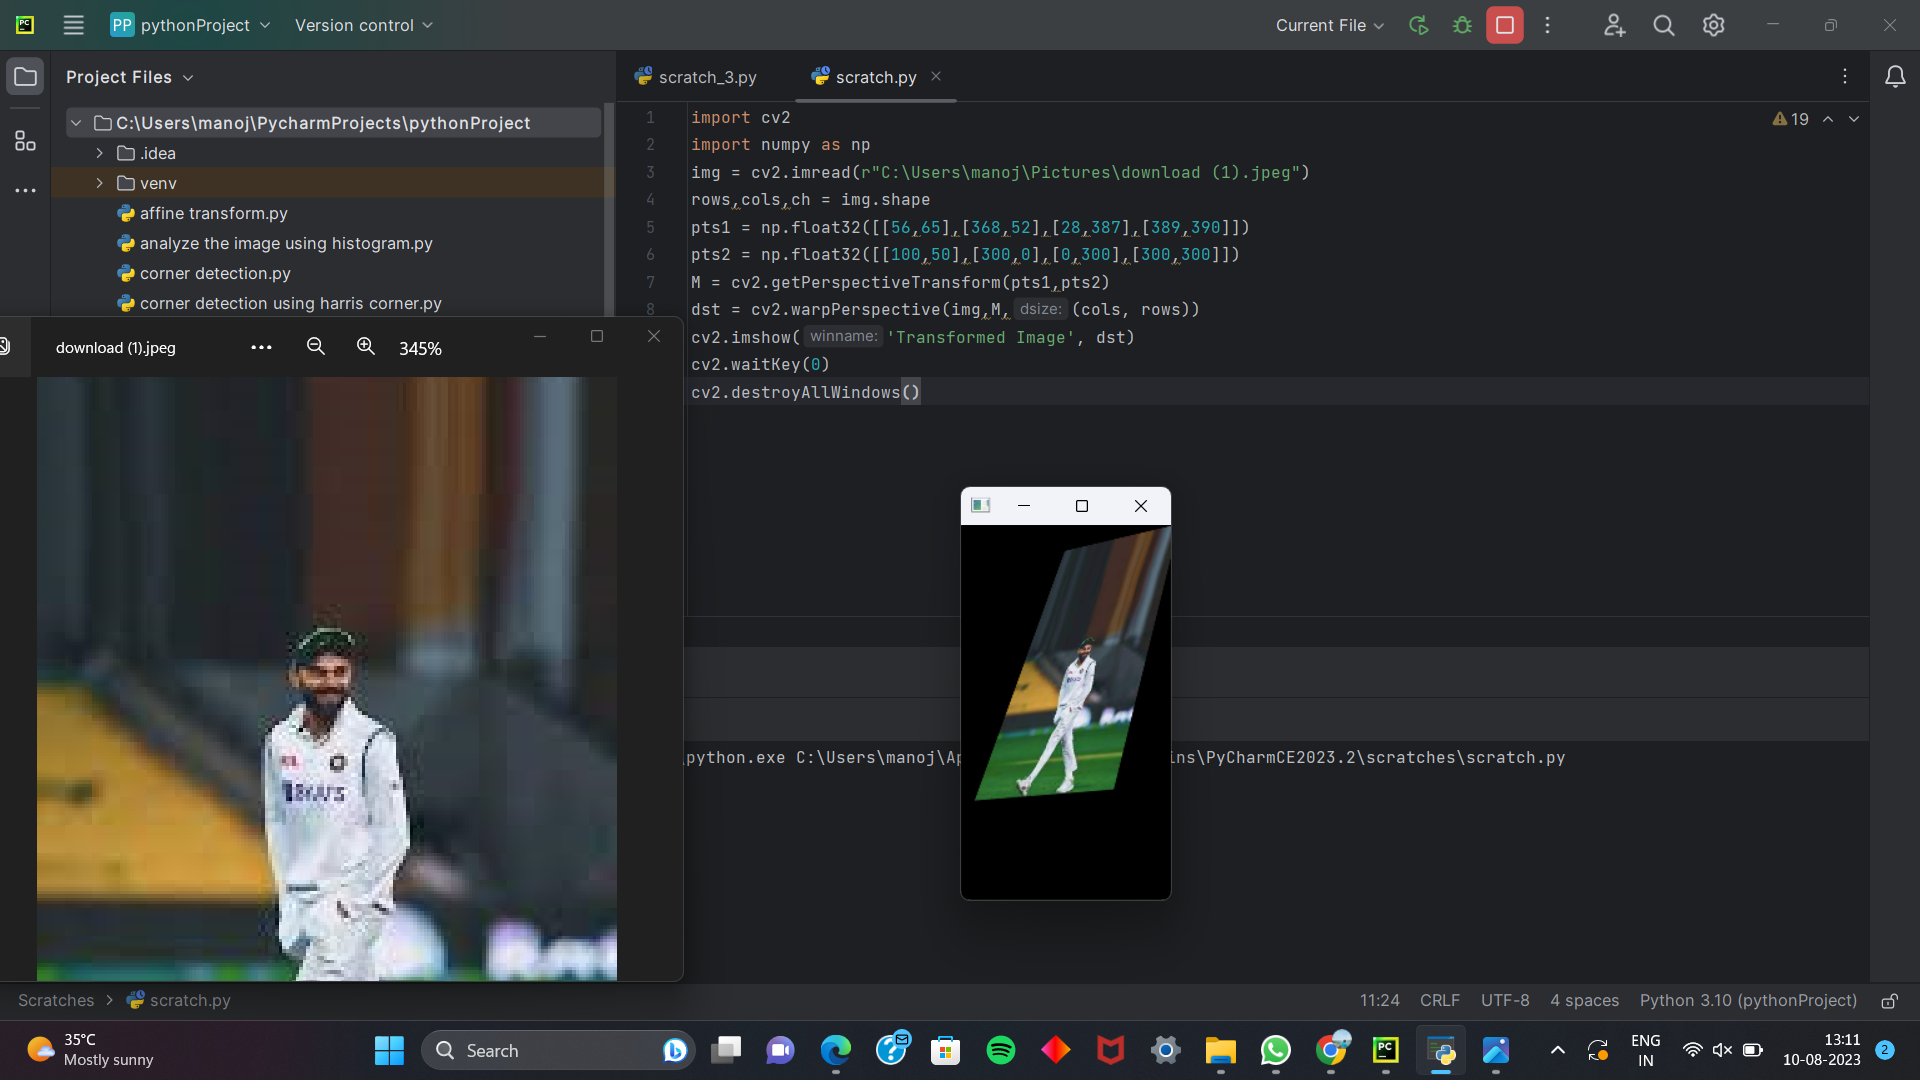 PP pythonProject Version control Current File
Project Files
scratch_3.py scratch.py
C:\Users\manoj\PycharmProjects\pythonProject
.idea
venv
affine transform.py
analyze the image using histogram.py
corner detection.py
corner detection using harris corner.py
19
1 import cv2
2 import numpy as np
3 img = cv2.imread(r"C:\Users\manoj\Pictures\download (1).jpeg")
4 rows,cols,ch = img.shape
5 pts1 = np.float32([[56,65],[368,52],[28,387],[389,390]])
6 pts2 = np.float32([[100,50],[300,0],[0,300],[300,300]])
7 M = cv2.getPerspectiveTransform(pts1,pts2)
8 dst = cv2.warpPerspective(img,M, dsize: (cols, rows))
cv2.imshow( winname: 'Transformed Image', dst)
cv2.waitKey(0)
cv2.destroyAllWindows()
download (1).jpeg 345%
\python.exe C:\Users\manoj\Ap ins\PyCharmCE2023.2\scratches\scratch.py
Scratches scratch.py 11:24 CRLF UTF-8 4 spaces Python 3.10 (pythonProject)
35°C
Mostly sunny
Search
PC
ENG
IN
13:11
10-08-2023
2